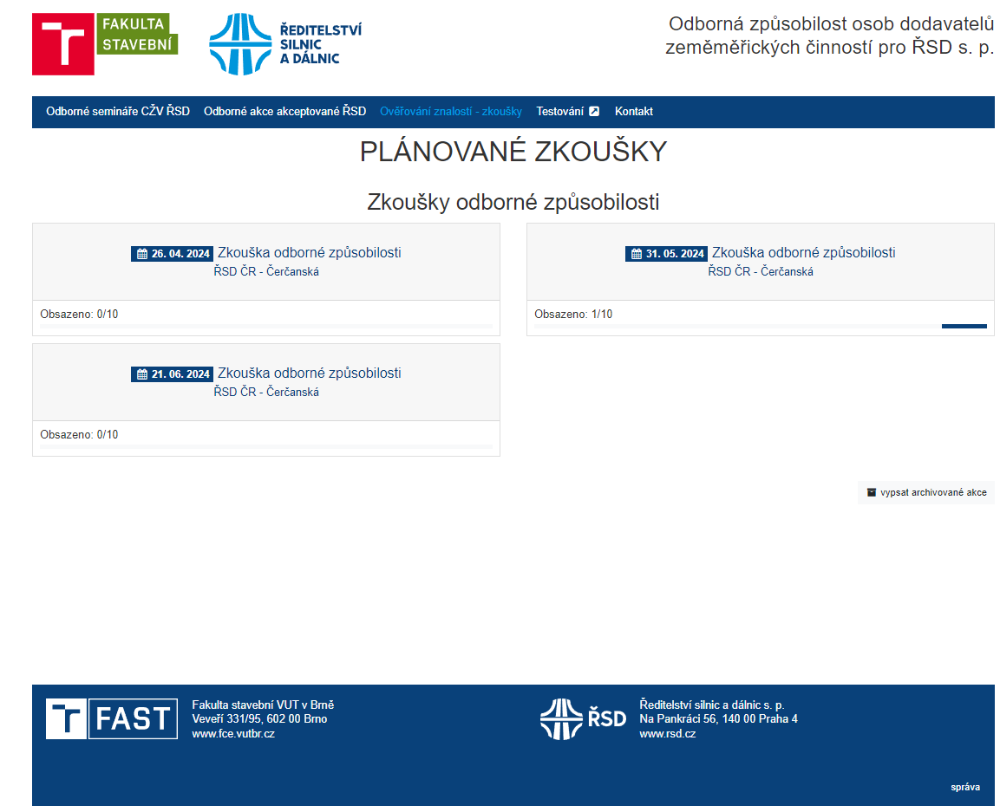 FAKULTA
STAVEBNÍ
ŘEDITELSTVÍ
SILNIC
A DÁLNIC
Odborná způsobilost osob dodavatelů
zeměměřických činností pro ŘSD s. p.
Odborné semináře CŽV ŘSD Odborné akce akceptované ŘSD Ověřování znalostí - zkoušky Testování Kontakt
PLÁNOVANÉ ZKOUŠKY
Zkoušky odborné způsobilosti
26. 04. 2024 Zkouška odborné způsobilosti
ŘSD ČR - Čerčanská
Obsazeno: 0/10
31. 05. 2024 Zkouška odborné způsobilosti
ŘSD ČR - Čerčanská
Obsazeno: 1/10
21. 06. 2024 Zkouška odborné způsobilosti
ŘSD ČR - Čerčanská
Obsazeno: 0/10
vypsat archivované akce
FAST
Fakulta stavební VUT v Brně
Veveří 331/95, 602 00 Brno
www.fce.vutbr.cz
ŘSD
Ředitelství silnic a dálnic s. p.
Na Pankráci 56, 140 00 Praha 4
www.rsd.cz
správa